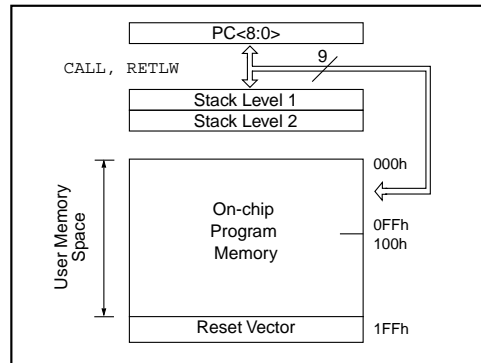 PC<8:0>
9
CALL, RETLW
Stack Level 1
Stack Level 2
000h
User Memory
Space
On-chip
Program
Memory
0FFh
100h
Reset Vector
1FFh